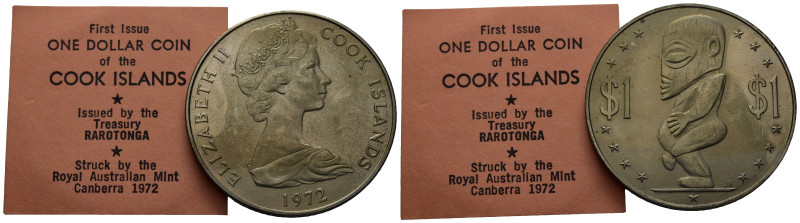 First Issue
ONE DOLLAR COIN
of the
COOK ISLANDS
★
Issued by the
Treasury
RAROTONGA
★
Struck by the
Royal Australian Mint
Canberra 1972
ELIZABETH II
COOK ISLANDS
1972
First Issue
ONE DOLLAR COIN
of the
COOK ISLANDS
★
Issued by the
Treasury
RAROTONGA
★
Struck by the
Royal Australian Mint
Canberra 1972
$1 $1